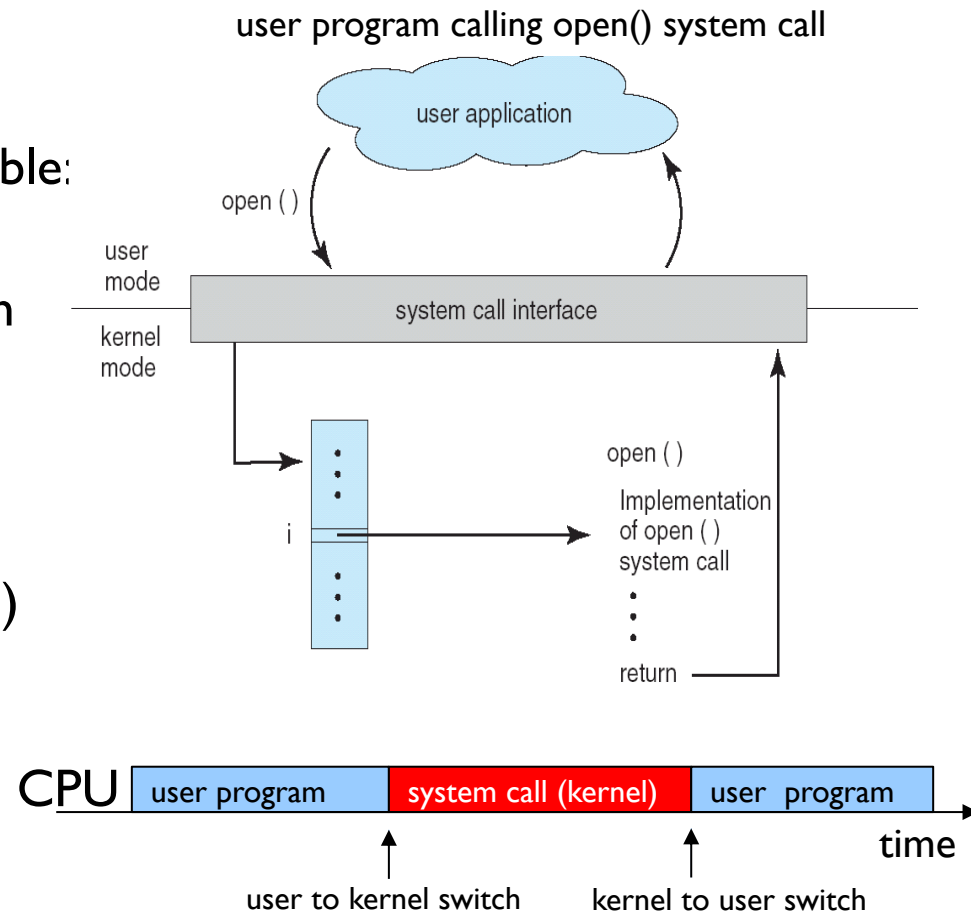 user program calling open() system call
user application
ble:
open ( )
user
mode
n
system call interface
kernel
mode
open ( )
Implementation
i
of open ( )
system call
)
return
CPU
user program
system call (kernel)
user program
time
user to kernel switch
kernel to user switch